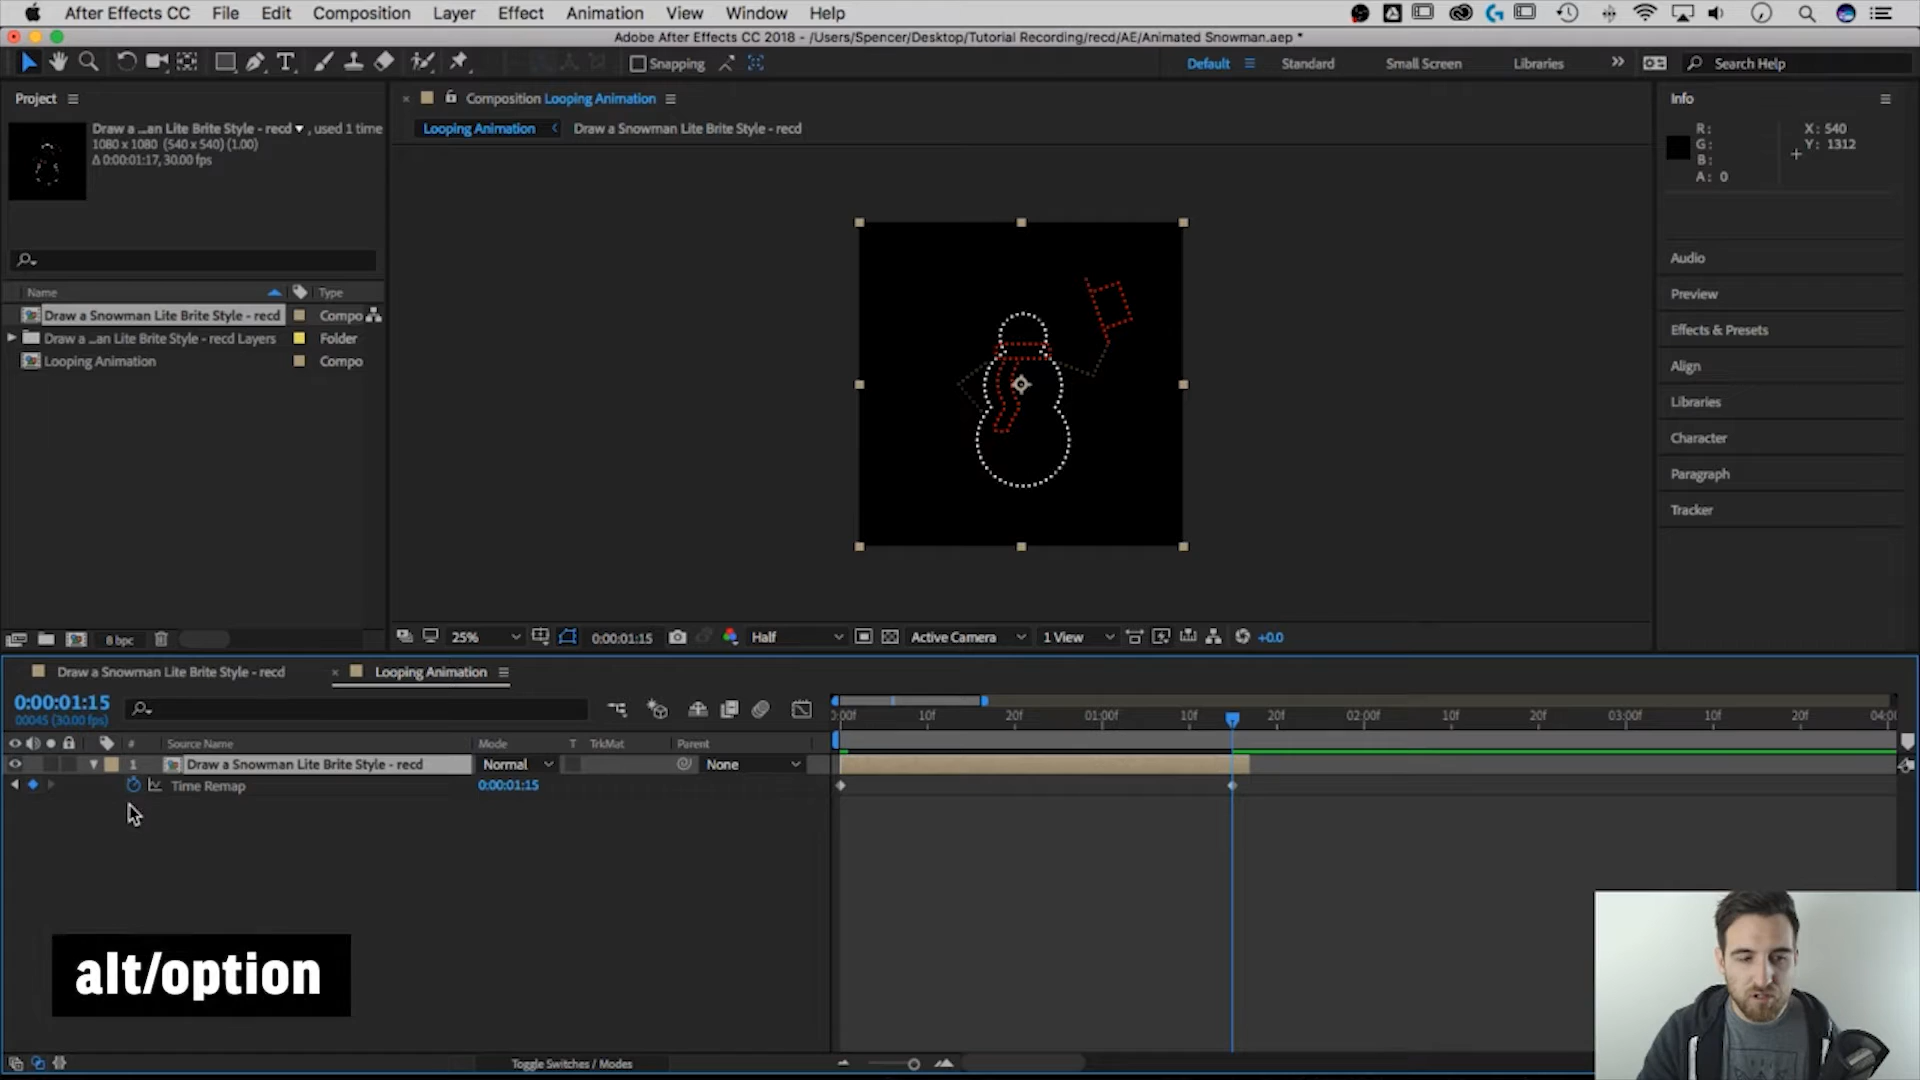 After Effects CC File Edit Composition Layer Effect Animation View Window Help
Adobe After Effects CC 2018 - /Users/Spencer/Desktop/Tutorial Recording/recd/AE/Animated Snowman.aep *
Snapping
Default Standard Small Screen Libraries Search Help
Project
Draw a ...an Lite Brite Style - recd , used 1 time
1080 x 1080 (540 x 540) (1.00)
Δ 0:00:01:17, 30.00 fps
Name Type
Draw a Snowman Lite Brite Style - recd Compo
Draw a ...an Lite Brite Style - recd Layers Folder
Looping Animation Compo
8 bpc
Composition Looping Animation
Looping Animation Draw a Snowman Lite Brite Style - recd
25% 0:00:01:15 Half Active Camera 1 View +0.0
Info
R: X: 540
G: Y: 1312
B:
A: 0
Audio
Preview
Effects & Presets
Align
Libraries
Character
Paragraph
Tracker
Draw a Snowman Lite Brite Style - recd Looping Animation
0:00:01:15
00045 (30.00 fps)
:00f 10f 20f 01:00f 10f 20f 02:00f 10f 20f 03:00f 10f 20f 04:00
# Source Name Mode T TrkMat Parent
1 Draw a Snowman Lite Brite Style - recd Normal None
Time Remap 0:00:01:15
alt/option
Toggle Switches / Modes